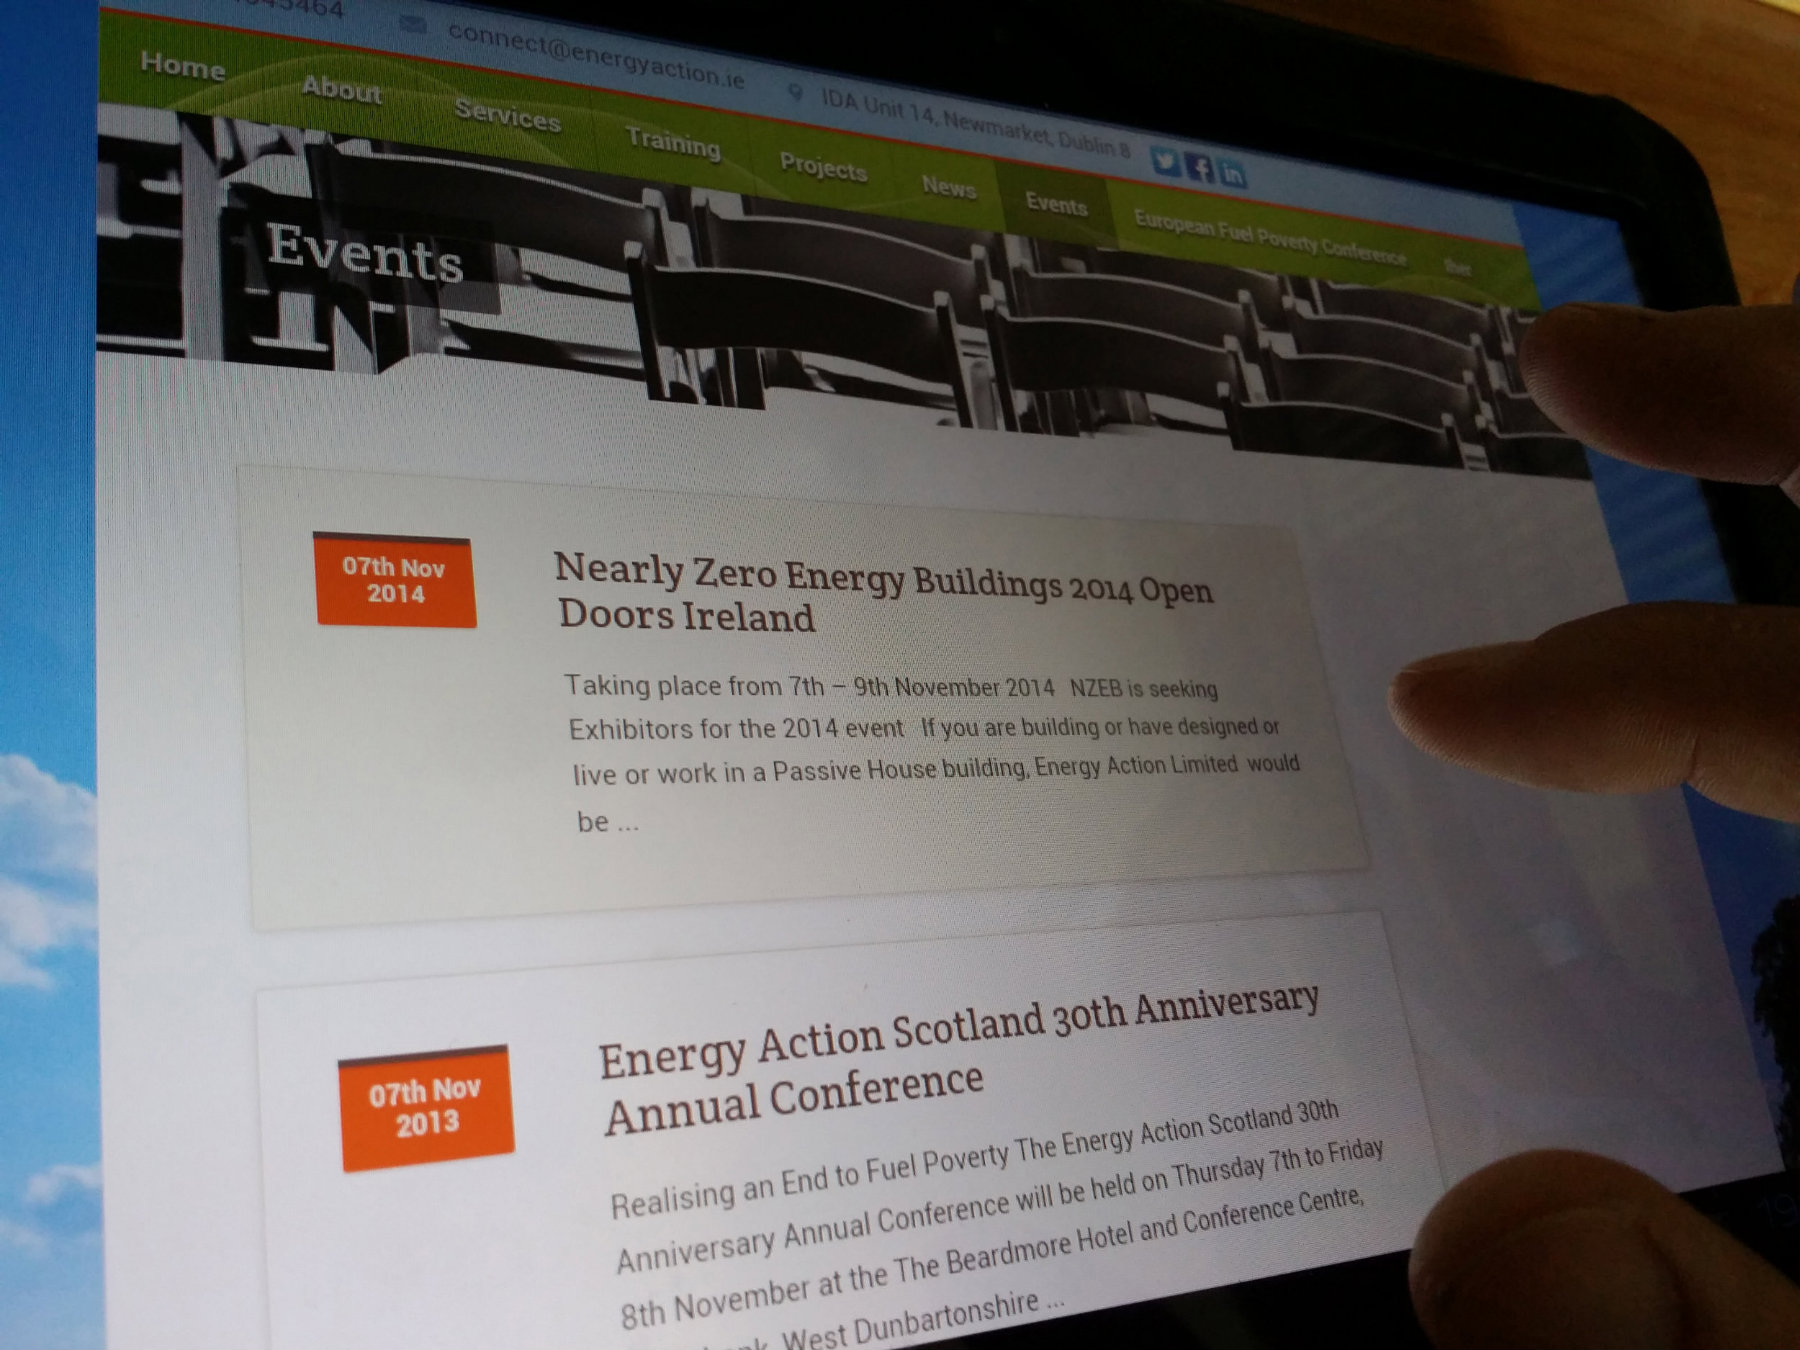 connect@energyaction.ie
IDA Unit 14, Newmarket, Dublin 8
Home About Services Training Projects News Events European Fuel Poverty Conference
Events
07th Nov
2014
Nearly Zero Energy Buildings 2014 Open
Doors Ireland
Taking place from 7th – 9th November 2014 NZEB is seeking
Exhibitors for the 2014 event If you are building or have designed or
live or work in a Passive House building, Energy Action Limited would
be ...
07th Nov
2013
Energy Action Scotland 30th Anniversary
Annual Conference
Realising an End to Fuel Poverty The Energy Action Scotland 30th
Anniversary Annual Conference will be held on Thursday 7th to Friday
8th November at the The Beardmore Hotel and Conference Centre,
West Dunbartonshire ...